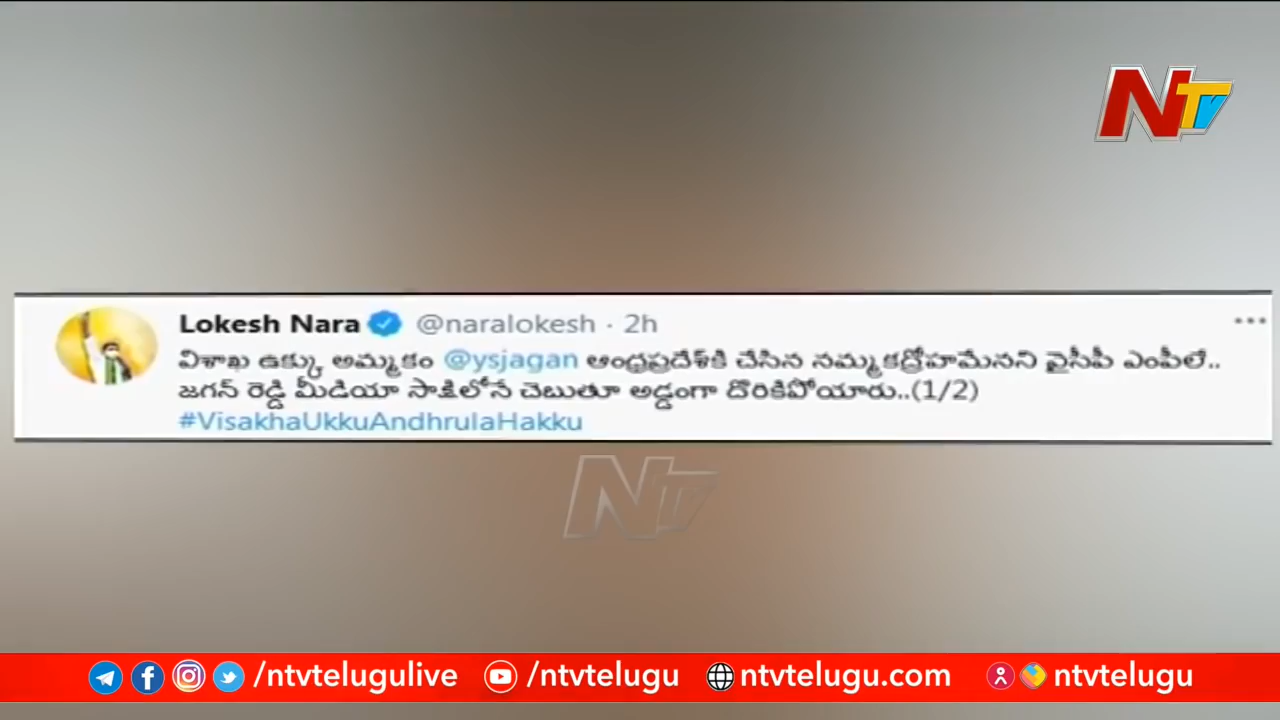 NTV
Lokesh Nara @naralokesh · 2h
విశాఖ ఉక్కు అమ్మకం @ysjagan ఆంధ్రప్రదేశ్‌కి చేసిన నమ్మకద్రోహమేనని వైసీపీ ఎంపీలే..
జగన్ రెడ్డి మీడియా సాక్షిలోనే చెబుతూ అడ్డంగా దొరికిపోయారు..(1/2)
#VisakhaUkkuAndhrulaHakku
NTV
/ntvtelugulive /ntvtelugu ntvtelugu.com ntvtelugu